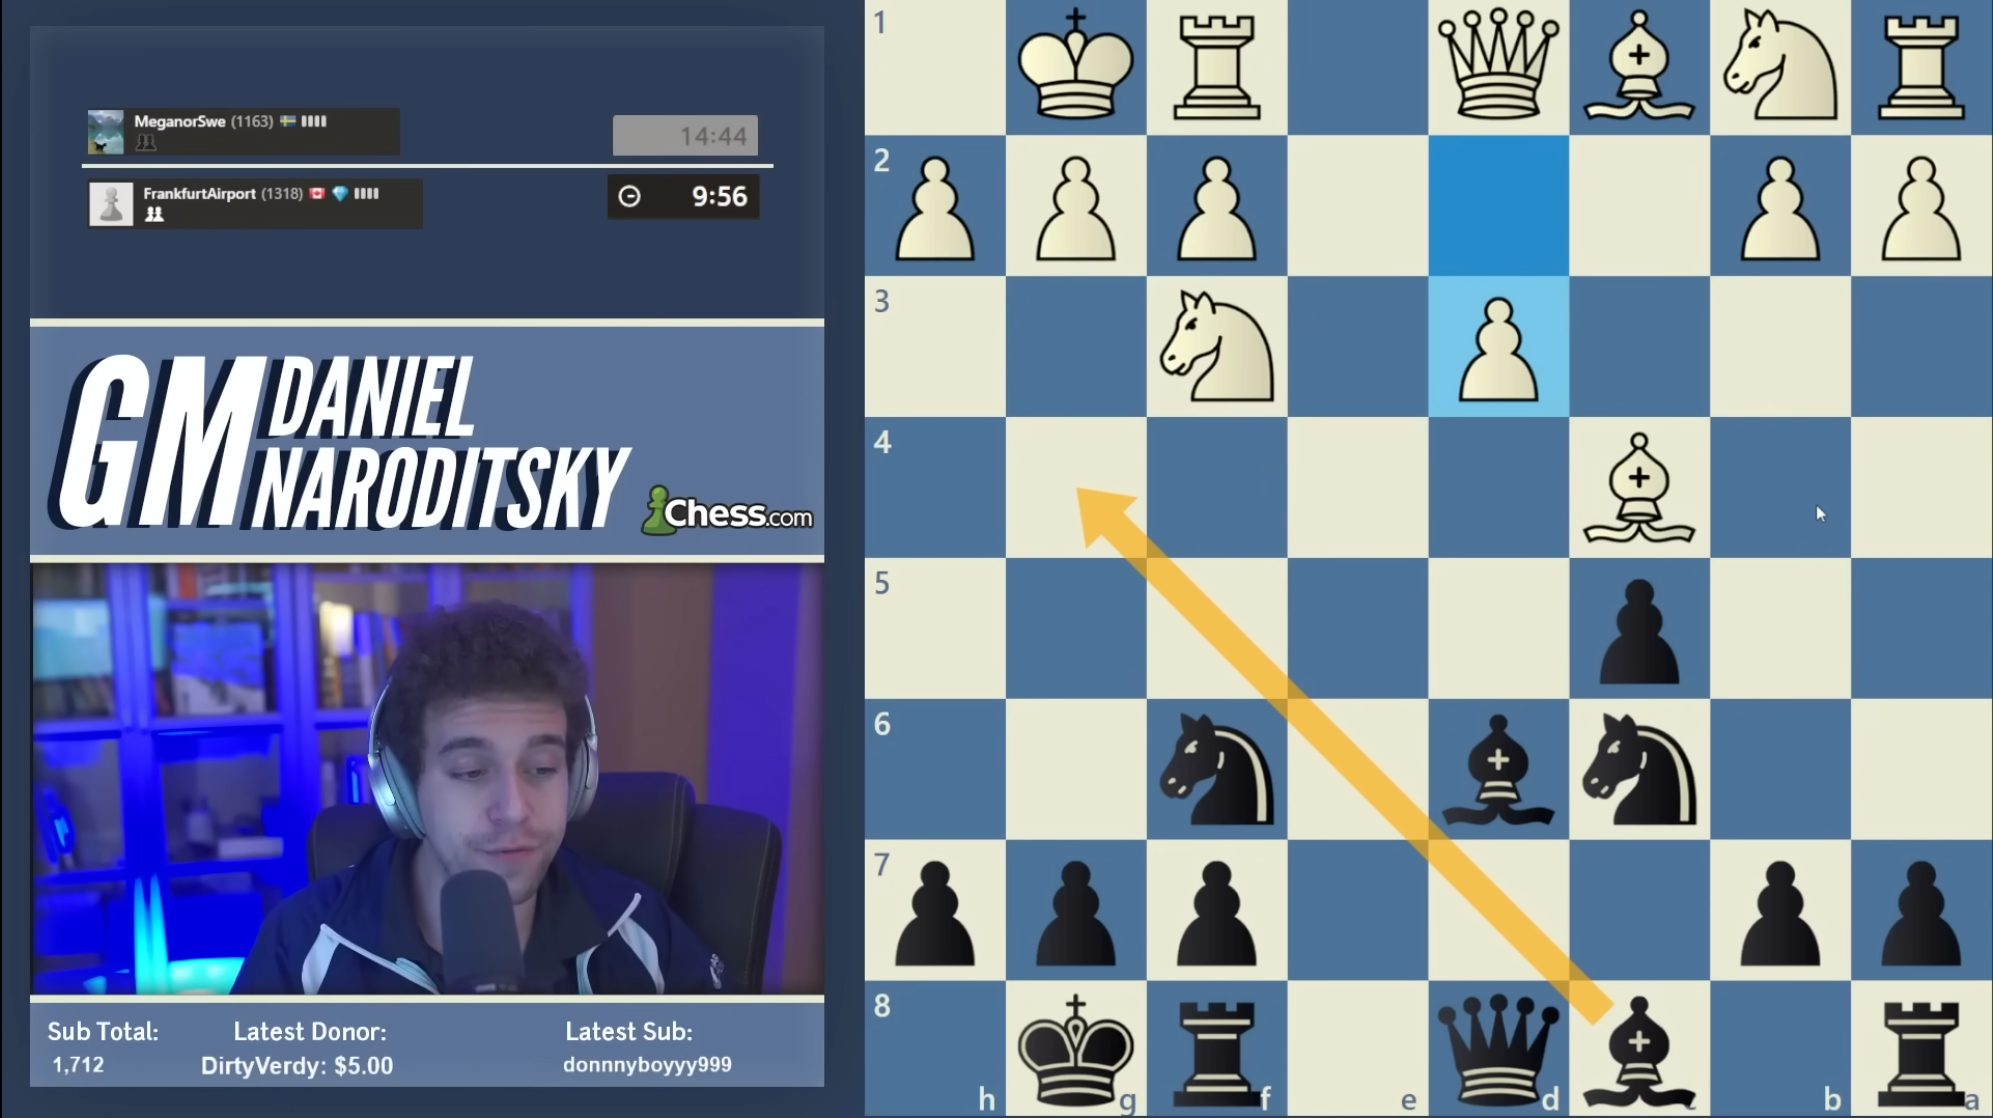 MeganorSwe (1163)
14:44
FrankfurtAirport (1318)
9:56
GM DANIEL
NARODITSKY
Chess.com
Sub Total:
1,712
Latest Donor:
DirtyVerdy: $5.00
Latest Sub:
donnnyboyyy999
1
2
3
4
5
6
7
8
h g f e d c b a